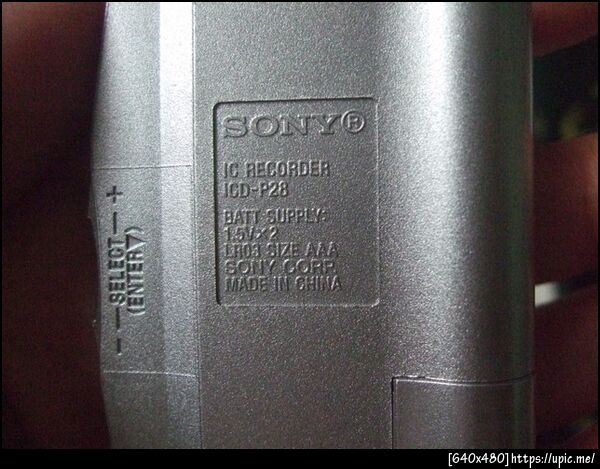 SONY®
IC RECORDER
ICD-P28
BATT SUPPLY:
1.5V×2
LR03 SIZE AAA
SONY CORP.
MADE IN CHINA
- —SELECT— +
(ENTER▽)
[640x480]https://upic.me/